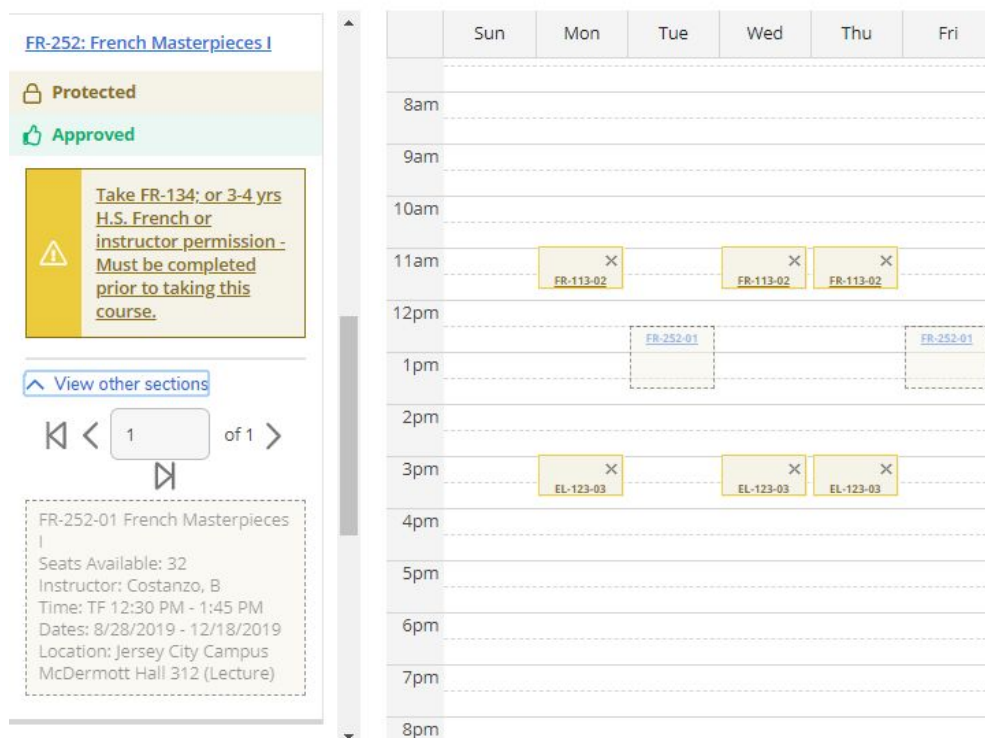 FR-252: French Masterpieces I
Protected
Approved
Take FR-134; or 3-4 yrs
H.S. French or
instructor permission -
Must be completed
prior to taking this
course.
View other sections
1 of 1
FR-252-01 French Masterpieces
I
Seats Available: 32
Instructor: Costanzo, B
Time: TF 12:30 PM - 1:45 PM
Dates: 8/28/2019 - 12/18/2019
Location: Jersey City Campus
McDermott Hall 312 (Lecture)
Sun Mon Tue Wed Thu Fri
8am
9am
10am
11am
FR-113-02 FR-113-02 FR-113-02
12pm
FR-252-01 FR-252-01
1pm
2pm
3pm
EL-123-03 EL-123-03 EL-123-03
4pm
5pm
6pm
7pm
8pm